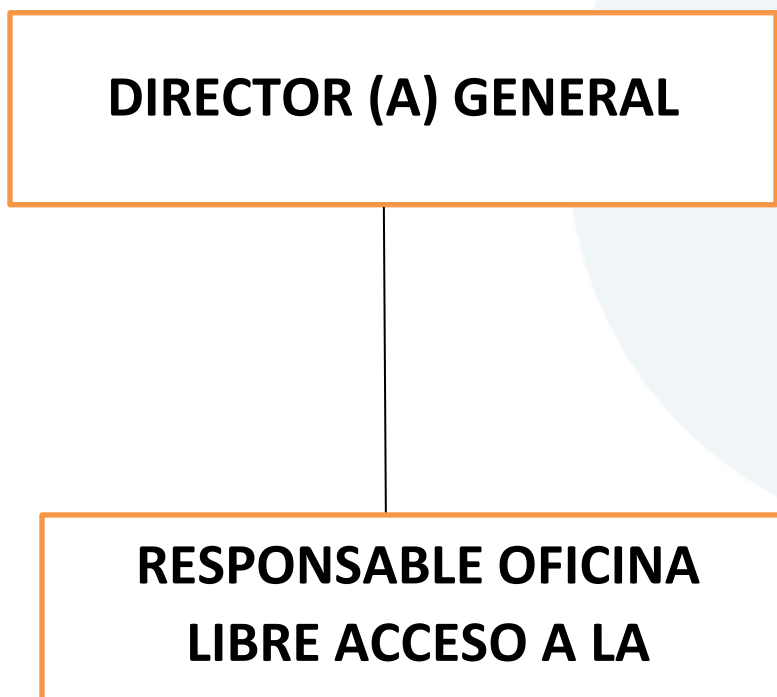 DIRECTOR (A) GENERAL
RESPONSABLE OFICINA
LIBRE ACCESO A LA